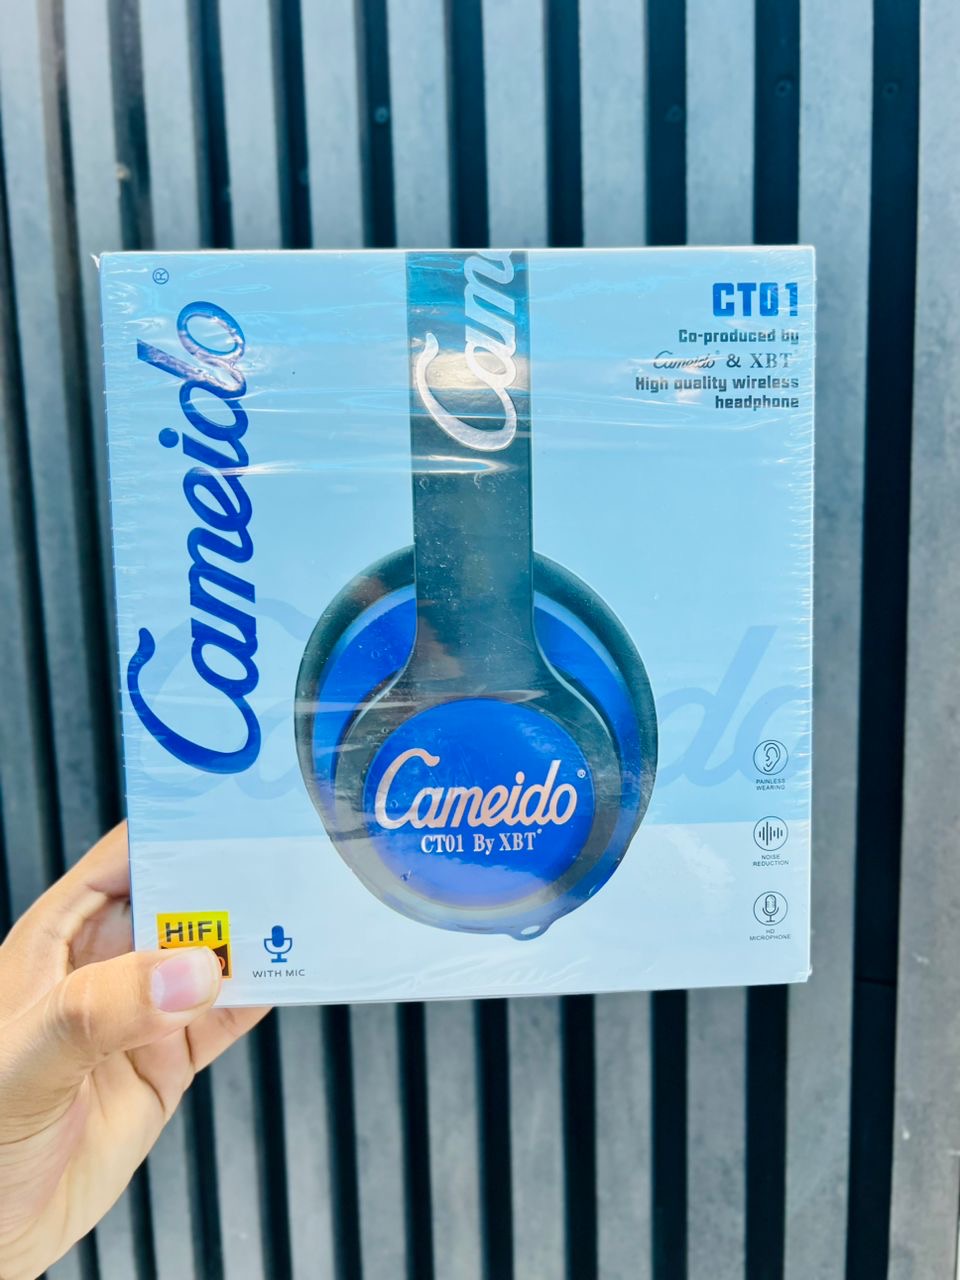 Cameido®
Cam
CT01
Co-produced by
Cameido® & XBT®
High quality wireless
headphone
Cameido®
CT01 By XBT®
PAINLESS
WEARING
NOISE
REDUCTION
HD
MICROPHONE
HIFI
WITH MIC